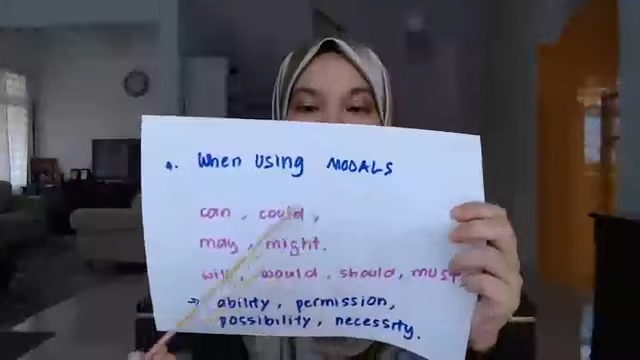 4. When using MODALS
can, could,
may, might.
will, would, should, must,
→ ability, permission,
possibility, necessity.